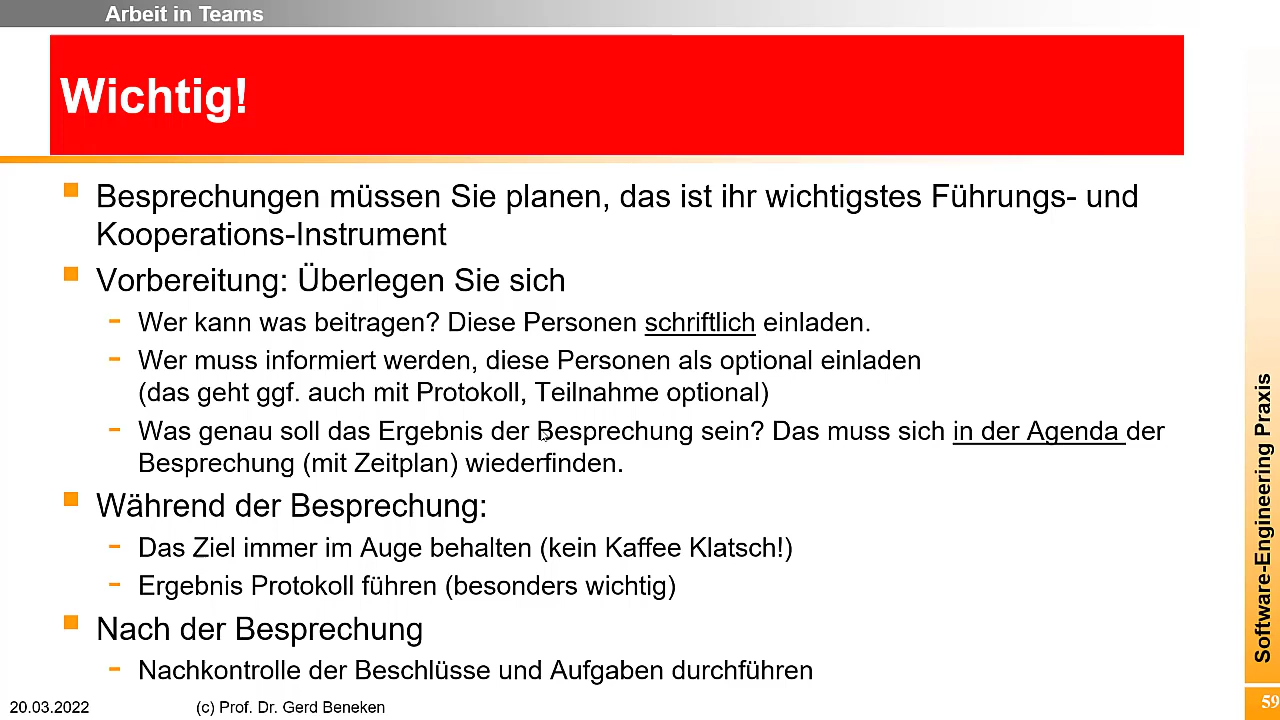 Arbeit in Teams
Wichtig!
Besprechungen müssen Sie planen, das ist ihr wichtigstes Führungs- und
Kooperations-Instrument
Vorbereitung: Überlegen Sie sich
- Wer kann was beitragen? Diese Personen schriftlich einladen.
- Wer muss informiert werden, diese Personen als optional einladen
(das geht ggf. auch mit Protokoll, Teilnahme optional)
- Was genau soll das Ergebnis der Besprechung sein? Das muss sich in der Agenda der
Besprechung (mit Zeitplan) wiederfinden.
Während der Besprechung:
- Das Ziel immer im Auge behalten (kein Kaffee Klatsch!)
- Ergebnis Protokoll führen (besonders wichtig)
Nach der Besprechung
- Nachkontrolle der Beschlüsse und Aufgaben durchführen
Software-Engineering Praxis
20.03.2022
(c) Prof. Dr. Gerd Beneken
59